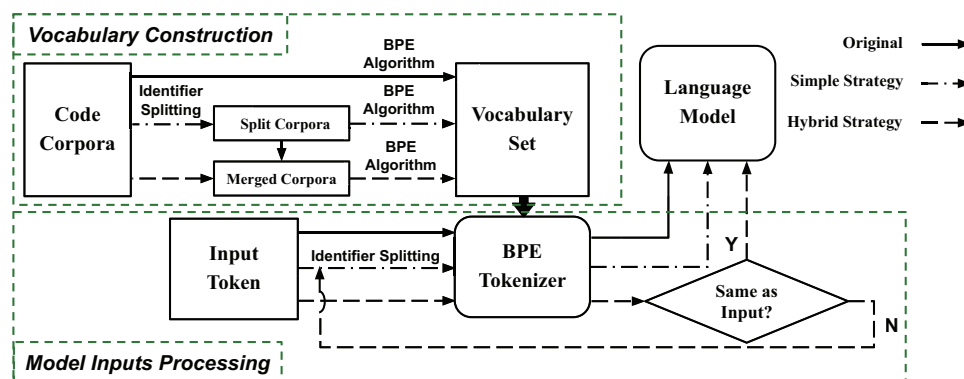 Vocabulary Construction
BPE
Algorithm
Code
Corpora
Identifier
Splitting
Split Corpora
BPE
Algorithm
Merged Corpora
BPE
Algorithm
Vocabulary
Set
Language
Model
Original
Simple Strategy
Hybrid Strategy
Input
Token
Identifier Splitting
BPE
Tokenizer
Y
Same as
Input?
N
Model Inputs Processing